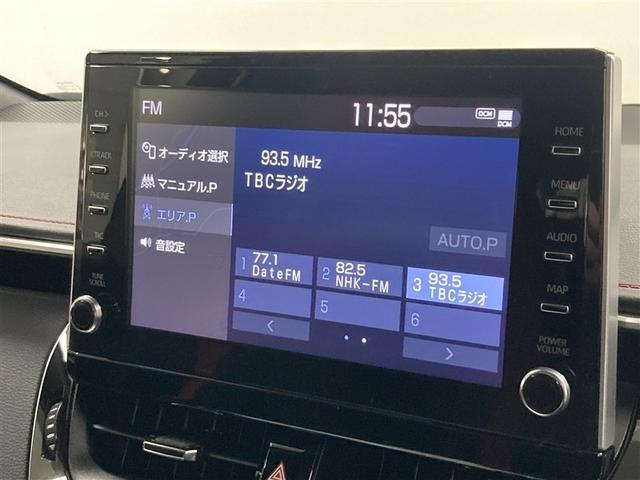 FM
11:55
DCM
DCM
CH >
< TRACK
PHONE
TUNE
SCROLL
HOME
MENU
AUDIO
MAP
POWER
VOLUME
オーディオ選択
マニュアル.P
エリア.P
音設定
93.5 MHz
TBCラジオ
AUTO.P
1 77.1
DateFM
2 82.5
NHK-FM
3 93.5
TBCラジオ
4
5
6
<
>